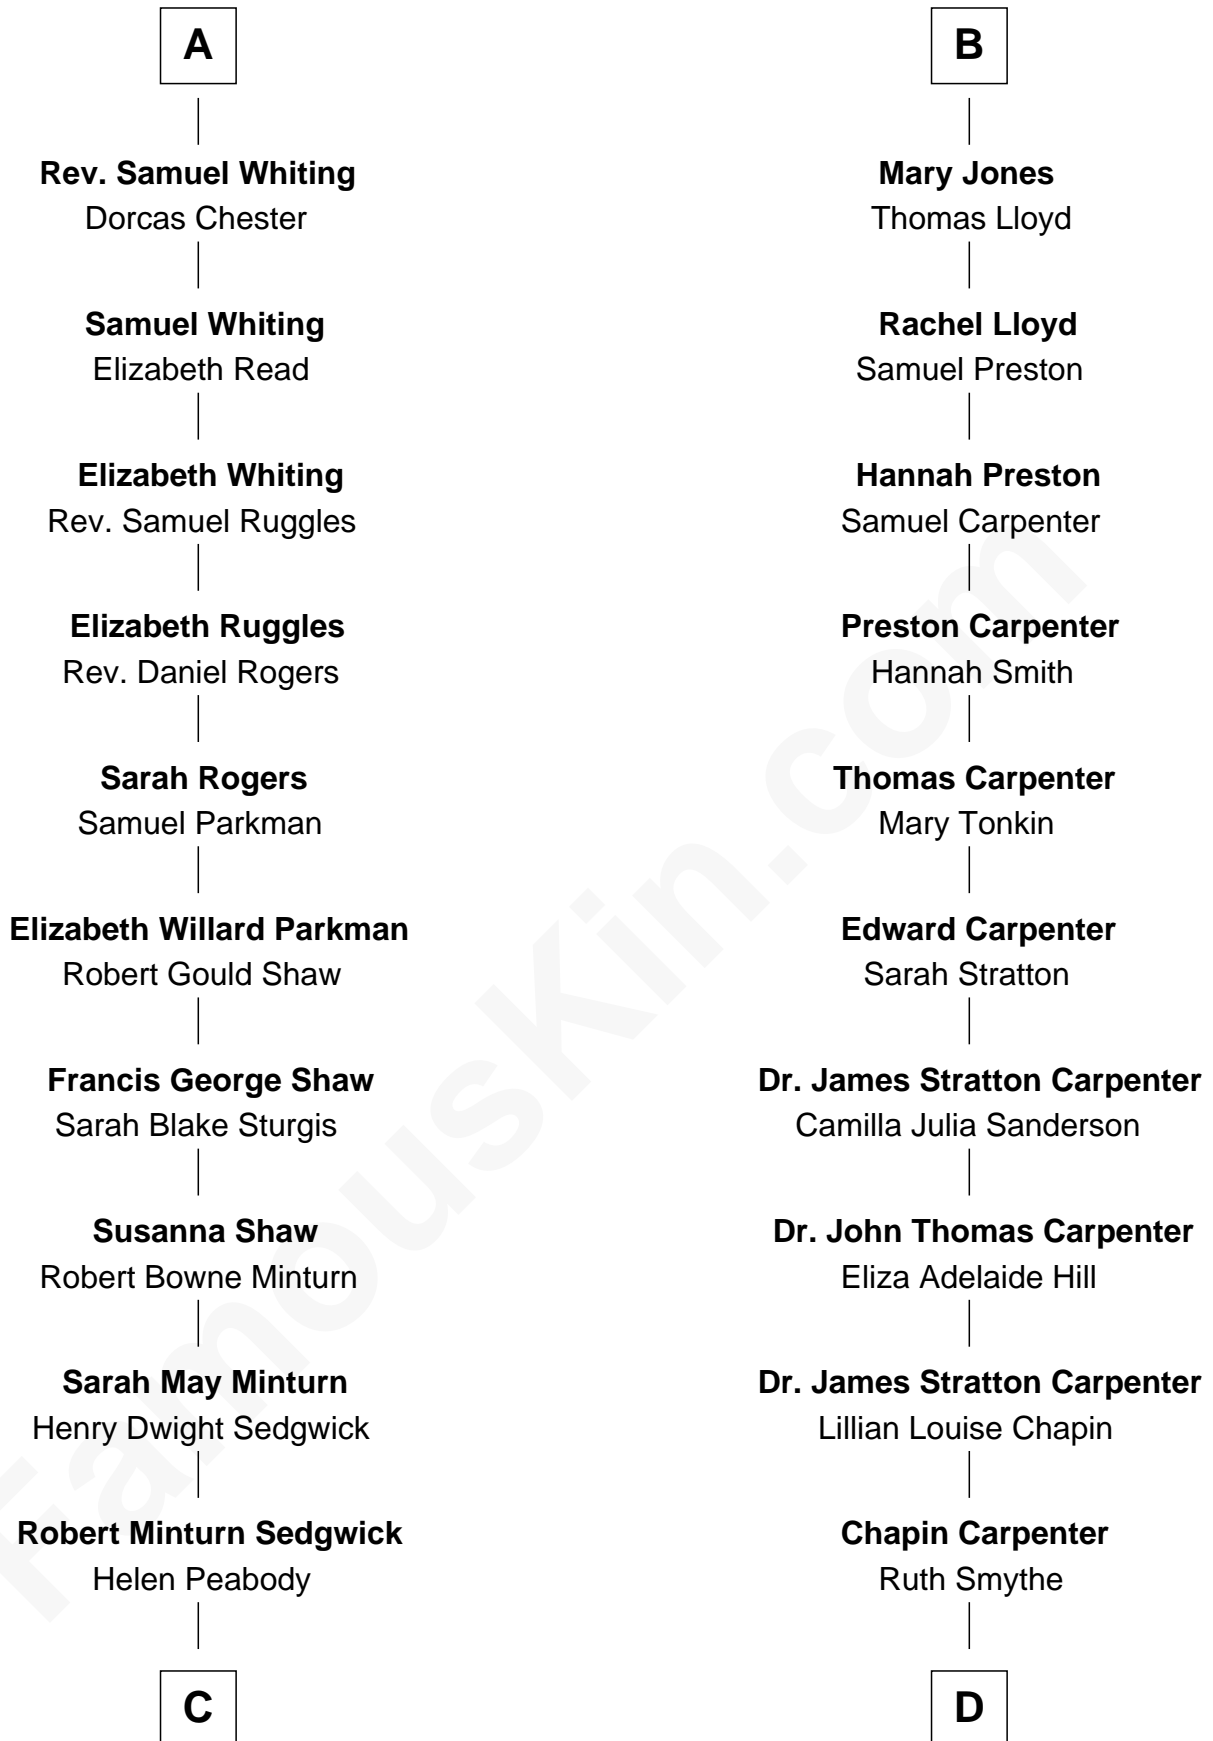 A
Rev. Samuel Whiting
Dorcas Chester
Samuel Whiting
Elizabeth Read
Elizabeth Whiting
Rev. Samuel Ruggles
Elizabeth Ruggles
Rev. Daniel Rogers
Sarah Rogers
Samuel Parkman
Elizabeth Willard Parkman
Robert Gould Shaw
Francis George Shaw
Sarah Blake Sturgis
Susanna Shaw
Robert Bowne Minturn
Sarah May Minturn
Henry Dwight Sedgwick
Robert Minturn Sedgwick
Helen Peabody
C
B
Mary Jones
Thomas Lloyd
Rachel Lloyd
Samuel Preston
Hannah Preston
Samuel Carpenter
Preston Carpenter
Hannah Smith
Thomas Carpenter
Mary Tonkin
Edward Carpenter
Sarah Stratton
Dr. James Stratton Carpenter
Camilla Julia Sanderson
Dr. John Thomas Carpenter
Eliza Adelaide Hill
Dr. James Stratton Carpenter
Lillian Louise Chapin
Chapin Carpenter
Ruth Smythe
D
FamousKin.com